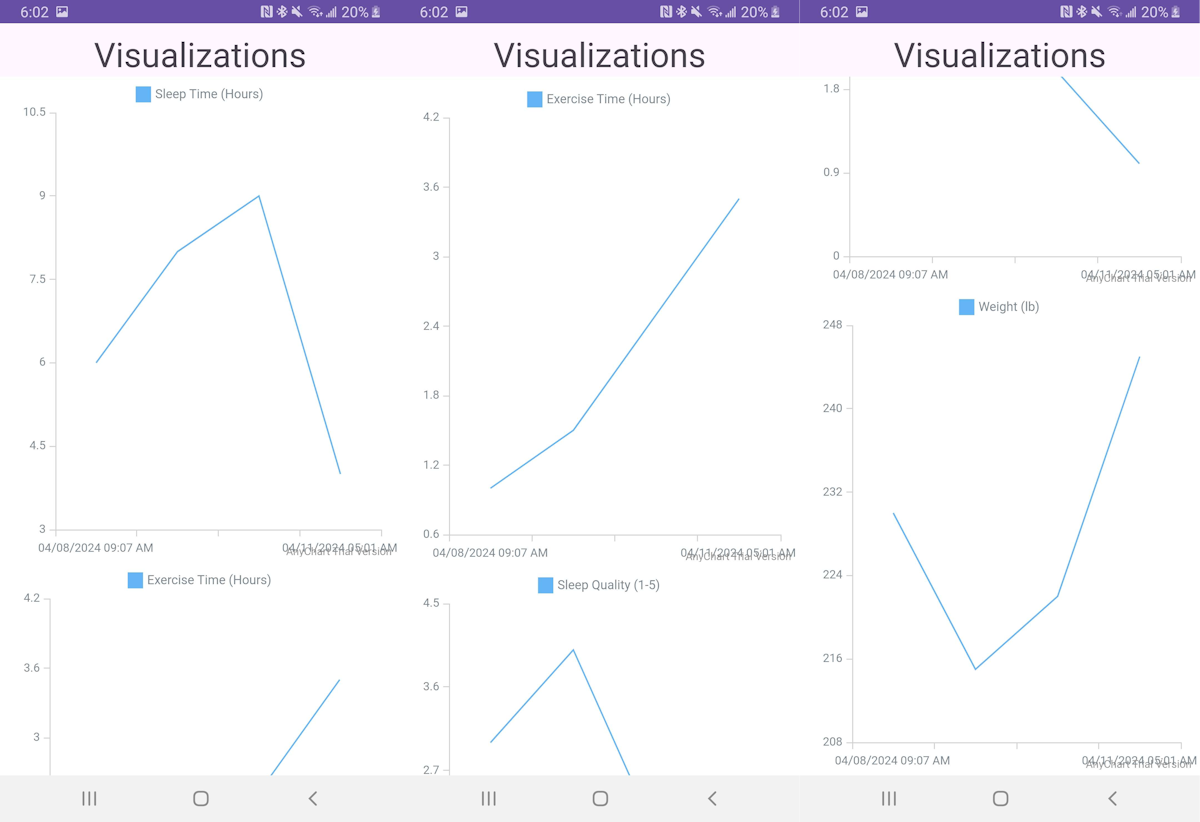 6:02 20%
Visualizations
Sleep Time (Hours)
10.5
9
7.5
6
4.5
3
04/08/2024 09:07 AM 04/11/2024 05:01 AM
AnyChart Trial Version
Exercise Time (Hours)
4.2
3.6
3
6:02 20%
Visualizations
Exercise Time (Hours)
4.2
3.6
3
2.4
1.8
1.2
0.6
04/08/2024 09:07 AM 04/11/2024 05:01 AM
AnyChart Trial Version
Sleep Quality (1-5)
4.5
3.6
2.7
6:02 20%
Visualizations
1.8
0.9
0
04/08/2024 09:07 AM 04/11/2024 05:01 AM
AnyChart Trial Version
Weight (lb)
248
240
232
224
216
208
04/08/2024 09:07 AM 04/11/2024 05:01 AM
AnyChart Trial Version